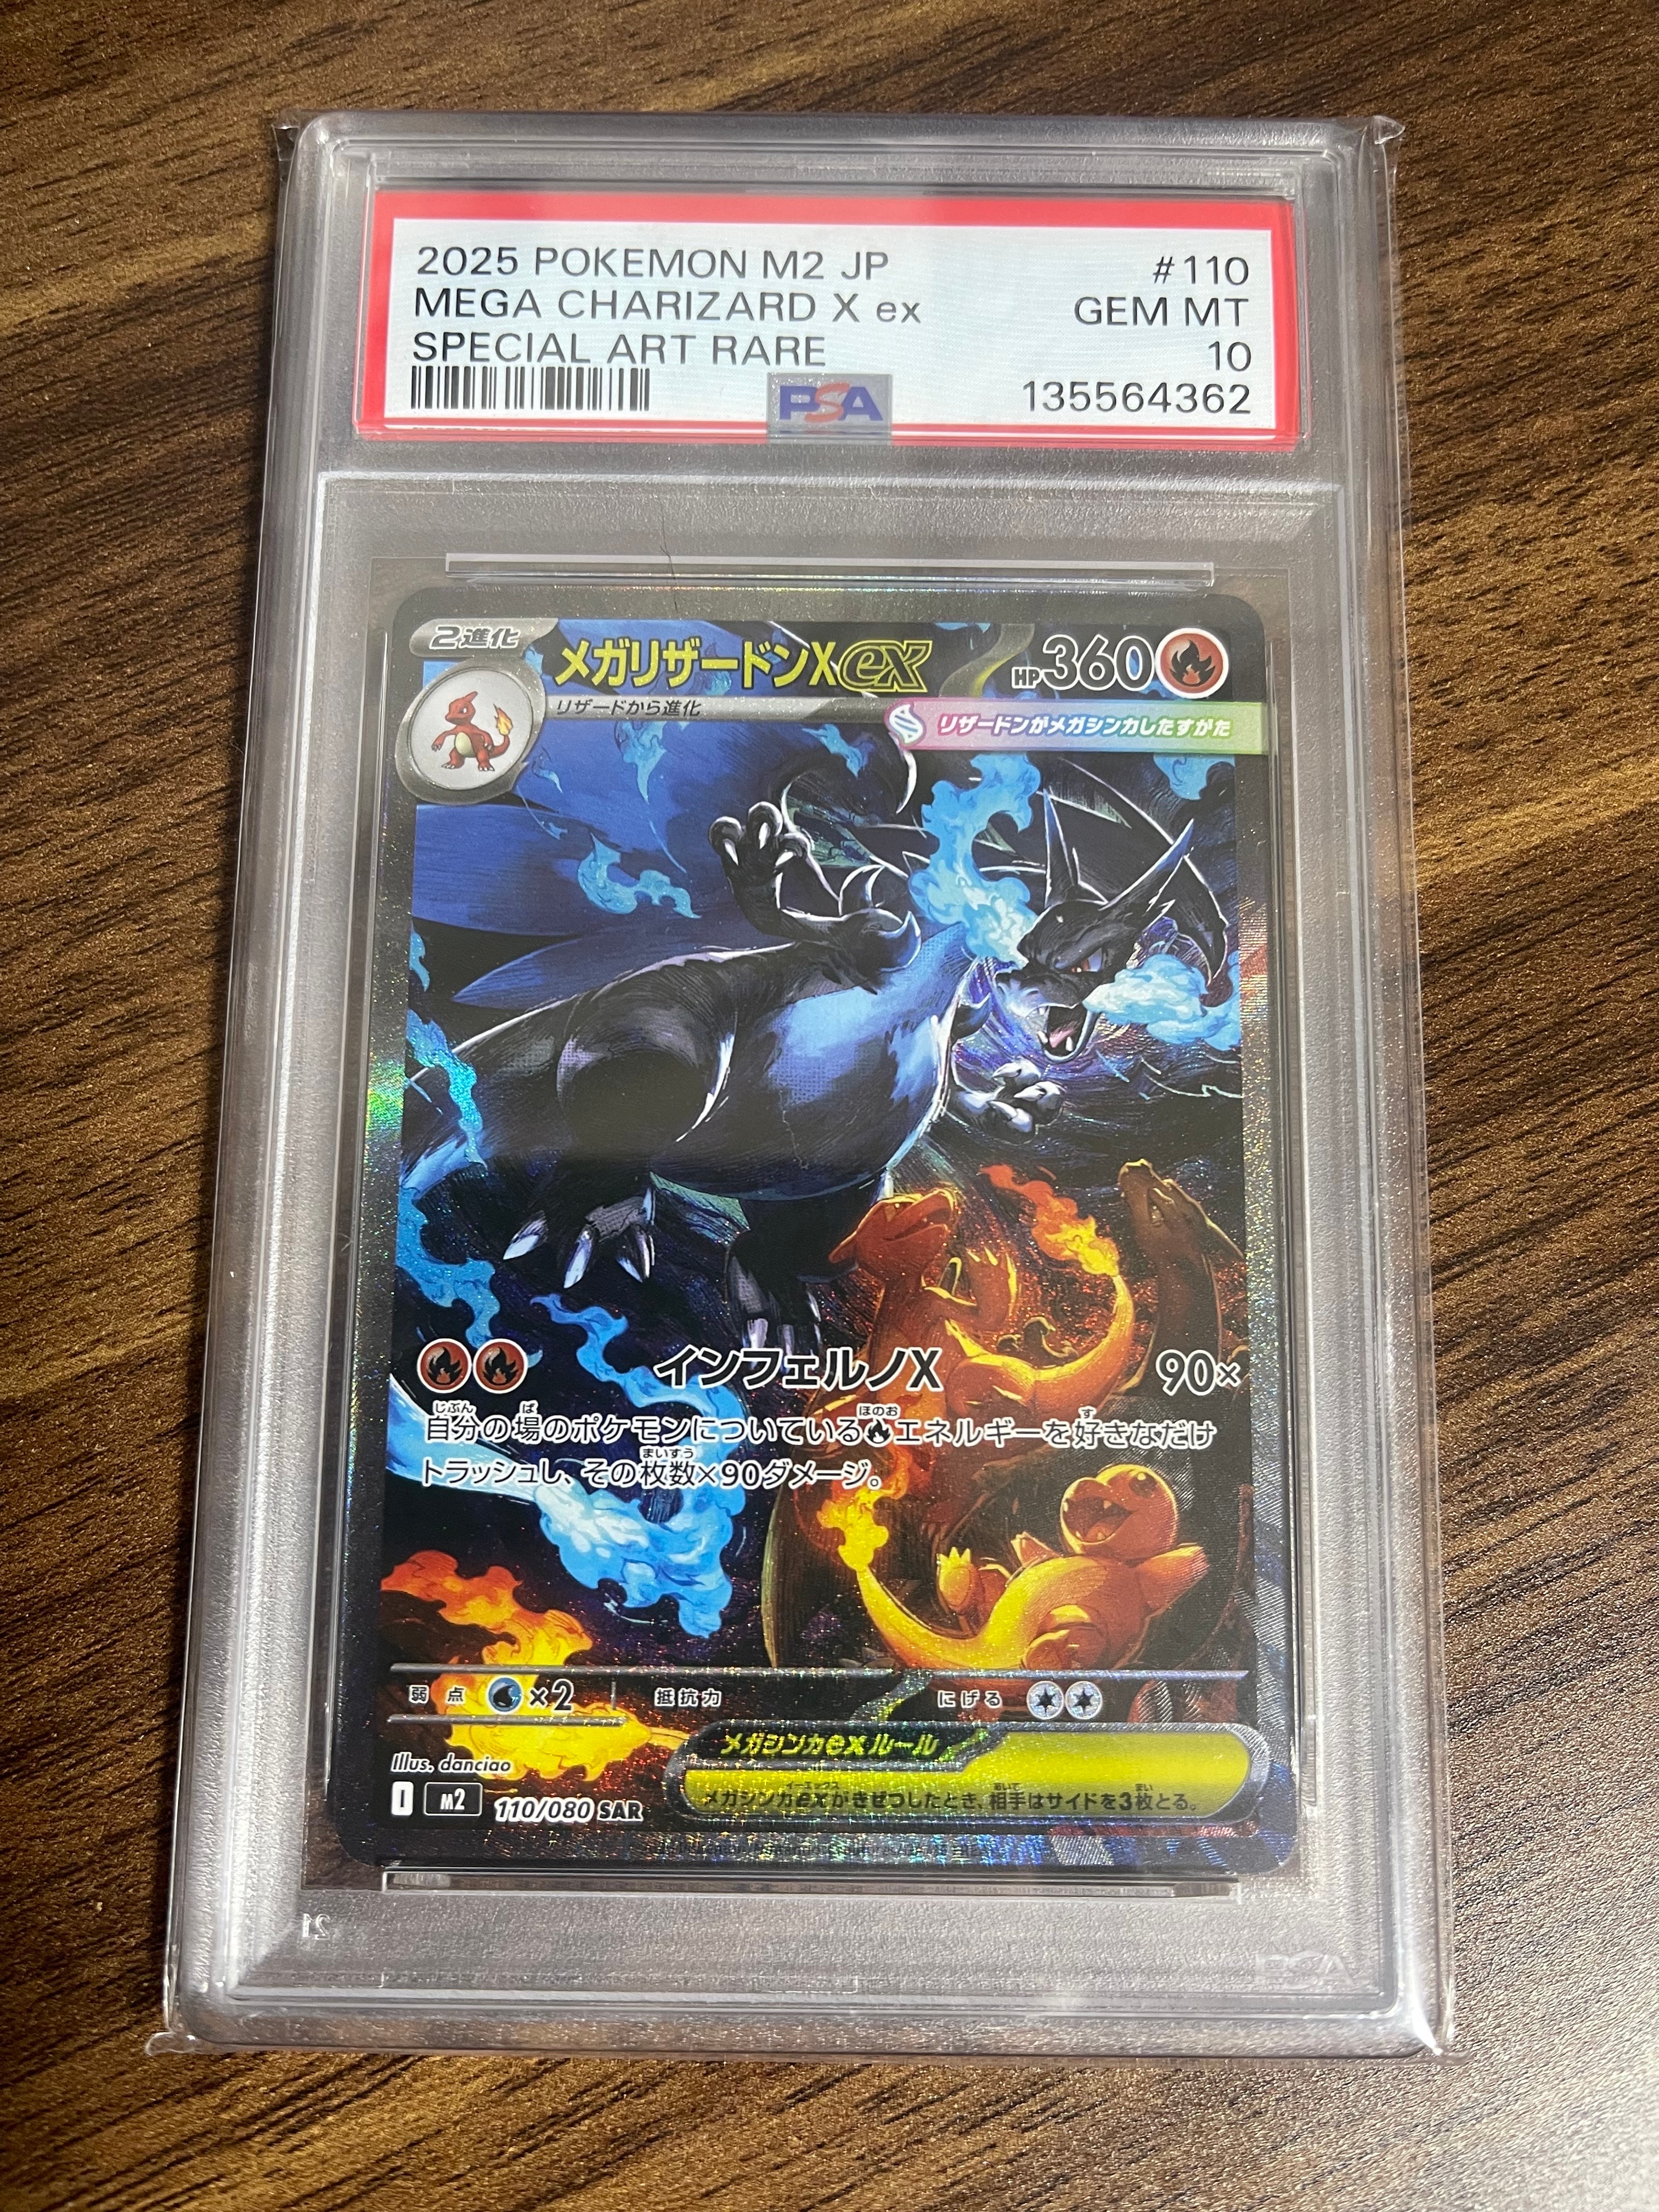 2025 POKEMON M2 JP #110
MEGA CHARIZARD X ex GEM MT
SPECIAL ART RARE 10
PSA 135564362
2進化
メガリザードンXex HP360
リザードから進化
リザードンがメガシンカしたすがた
インフェルノX 90×
自分の場のポケモンについているエネルギーを好きなだけ
トラッシュし、その枚数×90ダメージ。
弱点 ×2 抵抗力 にげる
メガシンカexルール
メガシンカexがきぜつしたとき、相手はサイドを3枚とる。
Illus. danciao
I M2 110/080 SAR
21
PSA